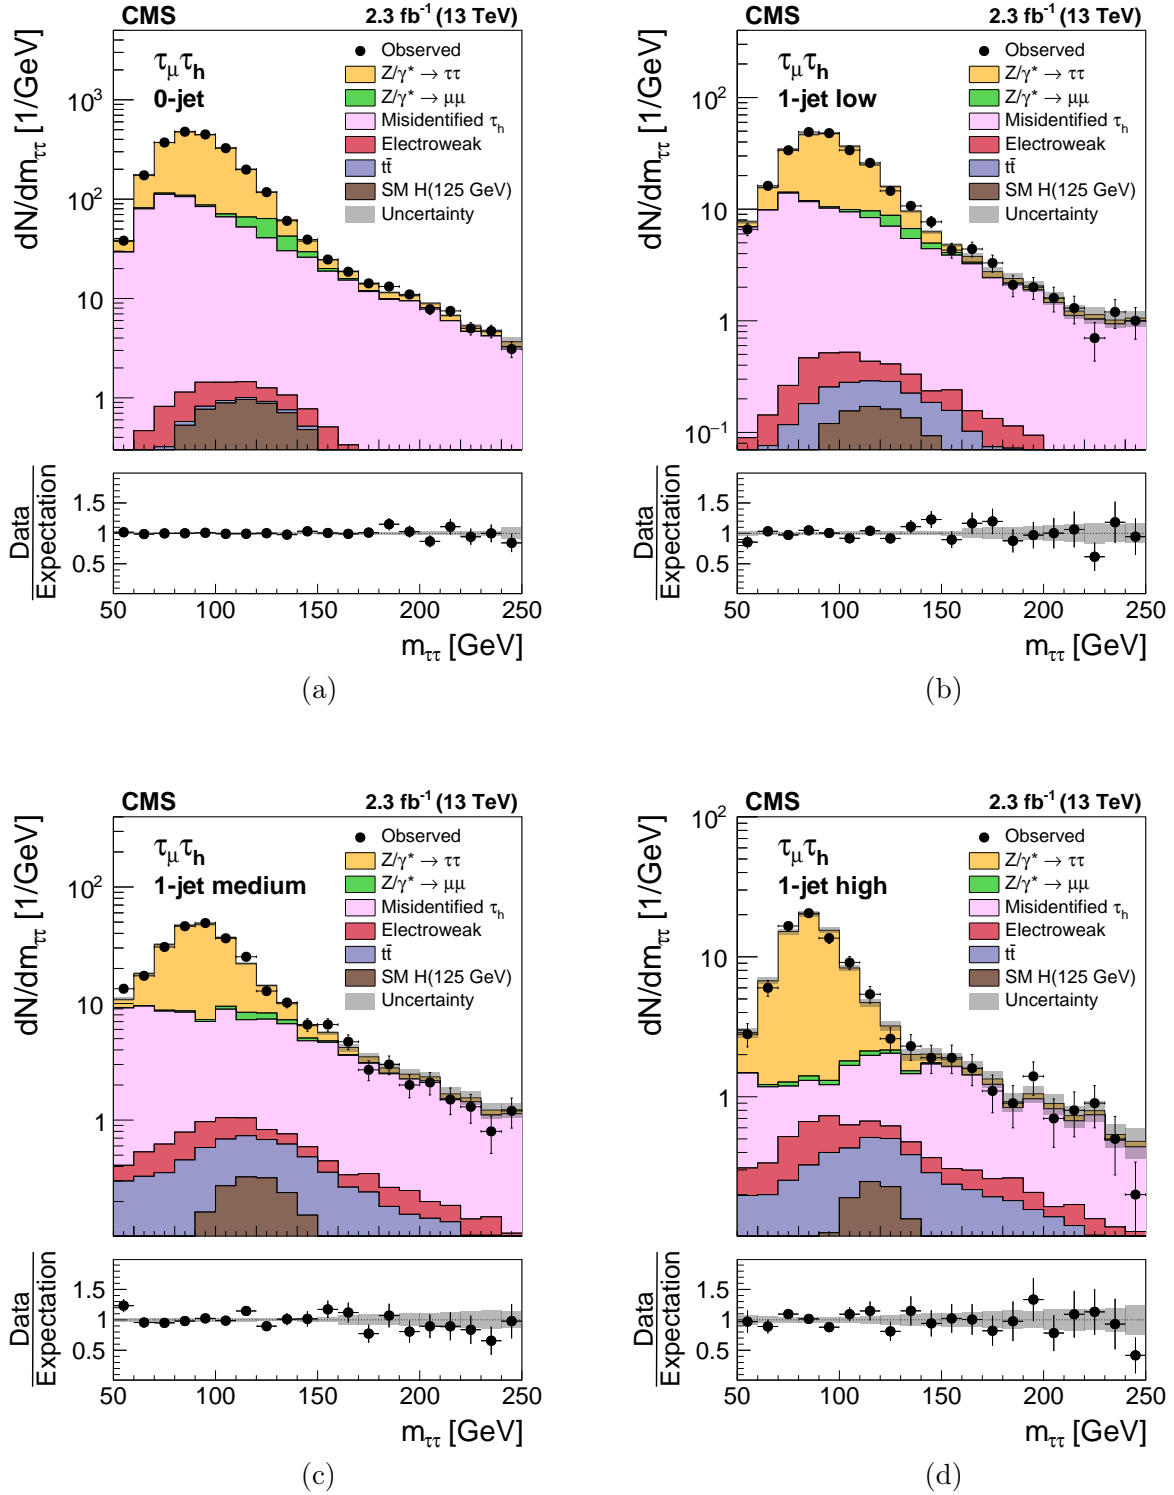 CMS 2.3 fb⁻¹ (13 TeV)
τμτh
0-jet
Observed
Z/γ* → ττ
Z/γ* → μμ
Misidentified τh
Electroweak
tt̄
SM H(125 GeV)
Uncertainty
dN/dmττ [1/GeV]
10³
10²
10
1
Data
Expectation
1.5
1
0.5
50 100 150 200 250
mττ [GeV]
(a)
CMS 2.3 fb⁻¹ (13 TeV)
τμτh
1-jet low
Observed
Z/γ* → ττ
Z/γ* → μμ
Misidentified τh
Electroweak
tt̄
SM H(125 GeV)
Uncertainty
dN/dmττ [1/GeV]
10²
10
1
10⁻¹
Data
Expectation
1.5
1
0.5
50 100 150 200 250
mττ [GeV]
(b)
CMS 2.3 fb⁻¹ (13 TeV)
τμτh
1-jet medium
Observed
Z/γ* → ττ
Z/γ* → μμ
Misidentified τh
Electroweak
tt̄
SM H(125 GeV)
Uncertainty
dN/dmττ [1/GeV]
10²
10
1
Data
Expectation
1.5
1
0.5
50 100 150 200 250
mττ [GeV]
(c)
CMS 2.3 fb⁻¹ (13 TeV)
τμτh
1-jet high
Observed
Z/γ* → ττ
Z/γ* → μμ
Misidentified τh
Electroweak
tt̄
SM H(125 GeV)
Uncertainty
dN/dmττ [1/GeV]
10²
10
1
Data
Expectation
1.5
1
0.5
50 100 150 200 250
mττ [GeV]
(d)